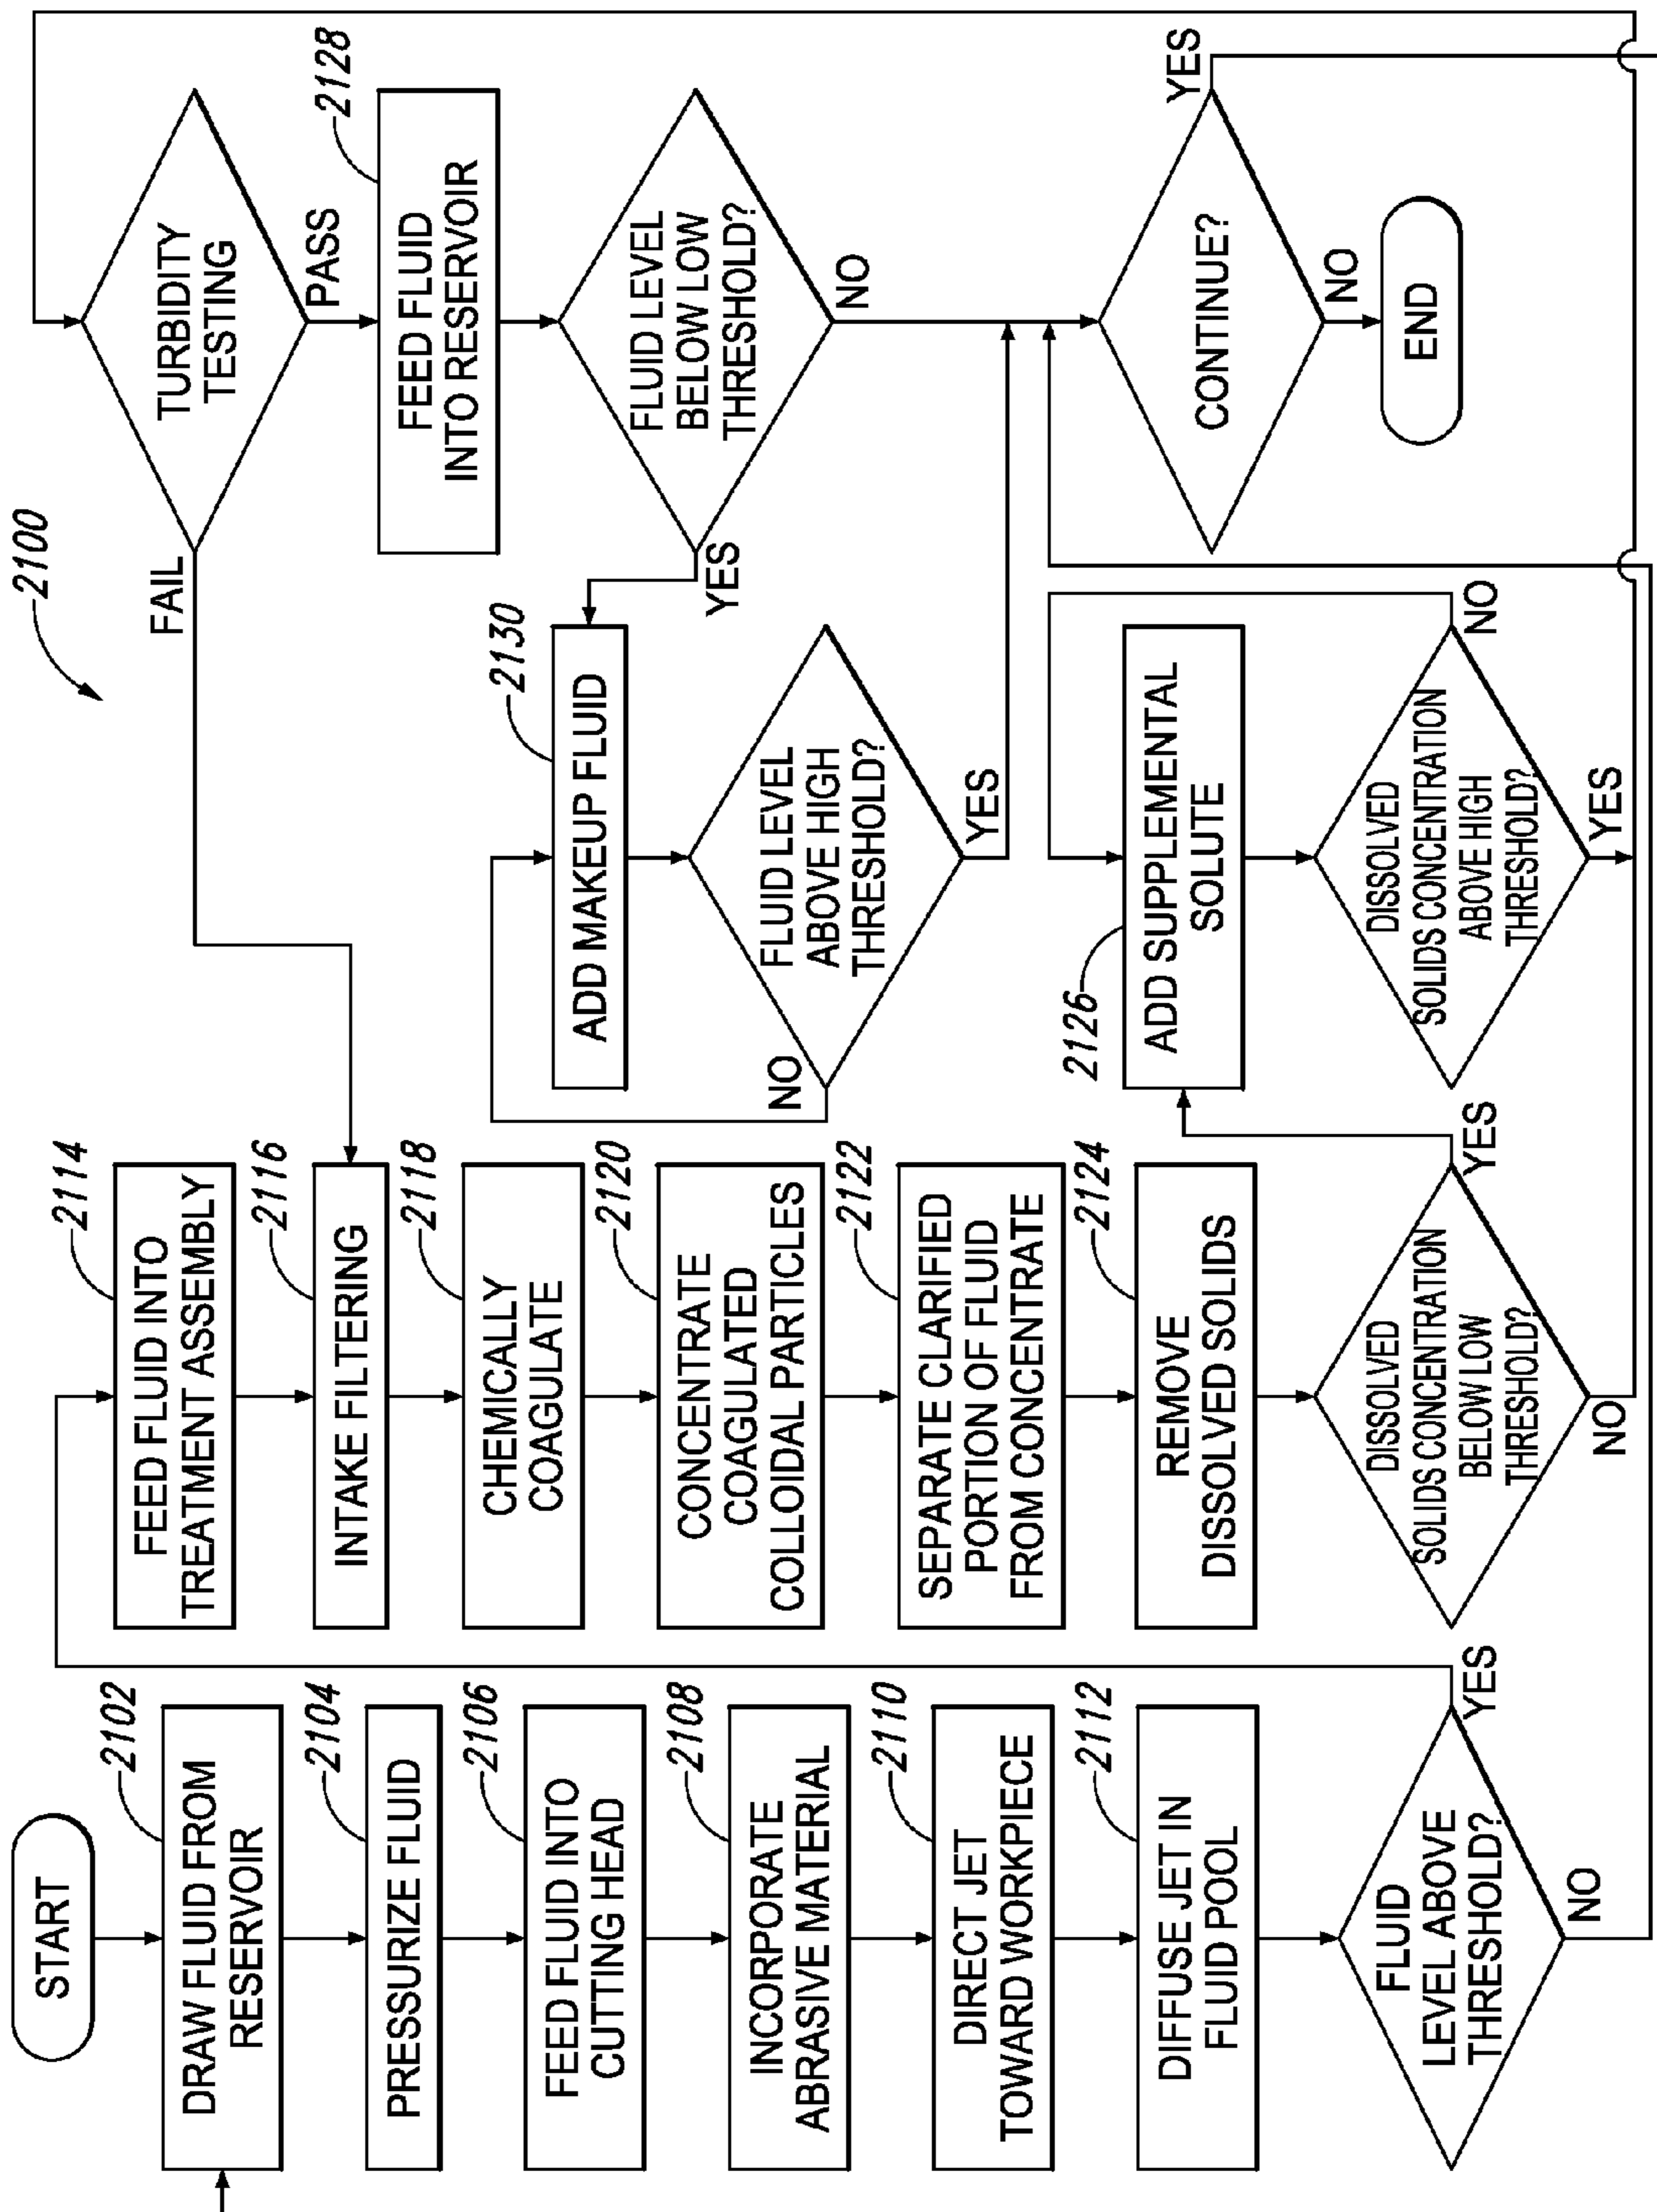 2100
START
2102
DRAW FLUID FROM
RESERVOIR
2104
PRESSURIZE FLUID
2106
FEED FLUID INTO
CUTTING HEAD
2108
INCORPORATE
ABRASIVE MATERIAL
2110
DIRECT JET
TOWARD WORKPIECE
2112
DIFFUSE JET IN
FLUID POOL
FLUID
LEVEL ABOVE
THRESHOLD?
YES
NO
2114
FEED FLUID INTO
TREATMENT ASSEMBLY
2116
INTAKE FILTERING
2118
CHEMICALLY
COAGULATE
2120
CONCENTRATE
COAGULATED
COLLOIDAL PARTICLES
2122
SEPARATE CLARIFIED
PORTION OF FLUID
FROM CONCENTRATE
2124
REMOVE
DISSOLVED SOLIDS
DISSOLVED
SOLIDS CONCENTRATION
BELOW LOW
THRESHOLD?
YES
NO
2126
ADD SUPPLEMENTAL
SOLUTE
DISSOLVED
SOLIDS CONCENTRATION
ABOVE HIGH
THRESHOLD?
NO
YES
TURBIDITY
TESTING
FAIL
PASS
2128
FEED FLUID
INTO RESERVOIR
FLUID LEVEL
BELOW LOW
THRESHOLD?
YES
NO
2130
ADD MAKEUP FLUID
FLUID LEVEL
ABOVE HIGH
THRESHOLD?
NO
YES
CONTINUE?
YES
NO
END